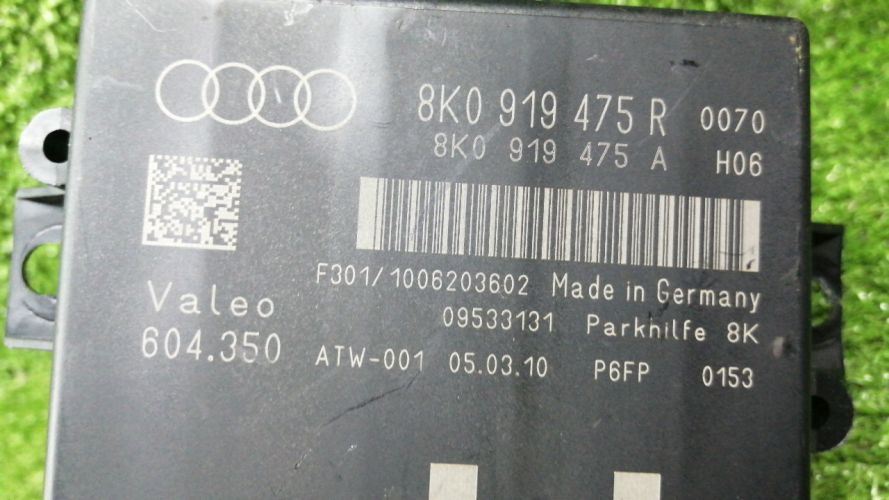 8K0 919 475 R 0070
8K0 919 475 A H06
F301/1006203602 Made in Germany
Valeo 09533131 Parkhilfe 8K
604.350 ATW-001 05.03.10 P6FP 0153